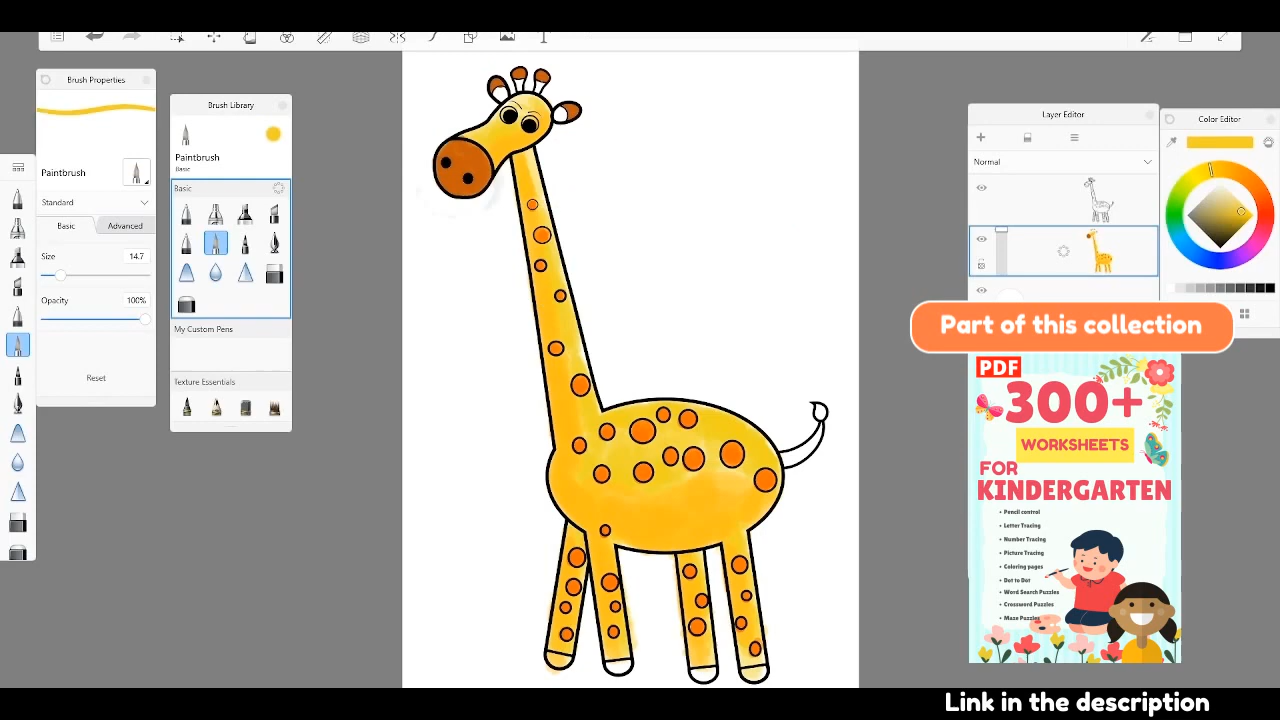 Brush Properties
Paintbrush
Standard
Basic
Advanced
Size
14.7
Opacity
100%
Reset
Brush Library
Paintbrush
Basic
Basic
My Custom Pens
Texture Essentials
Layer Editor
Normal
Color Editor
Part of this collection
PDF
300+
WORKSHEETS
FOR
KINDERGARTEN
• Pencil control
• Letter Tracing
• Number Tracing
• Picture Tracing
• Coloring pages
• Dot to Dot
• Word Search Puzzles
• Crossword Puzzles
• Maze Puzzles
Link in the description